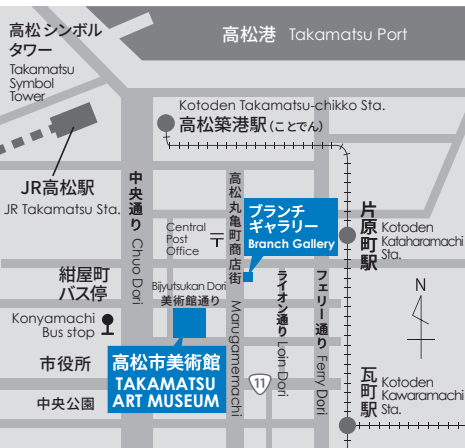 高松シンボル
タワー
Takamatsu
Symbol
Tower
高松港 Takamatsu Port
Kotoden Takamatsu-chikko Sta.
高松築港駅(ことでん)
JR高松駅
JR Takamatsu Sta.
中央通り Chuo Dori
高松丸亀町商店街 Marugamemachi
ブランチ
ギャラリー
Branch Gallery
Central
Post
Office
〒
片原町駅
Kotoden
Kataharamachi
Sta.
紺屋町
バス停
Konyamachi
Bus stop
Bijyutsukan Dori
美術館通り
ライオン通り Loin Dori
フェリー通り Ferry Dori
N
市役所
高松市美術館
TAKAMATSU
ART MUSEUM
11
中央公園
瓦町駅
Kotoden
Kawaramachi
Sta.